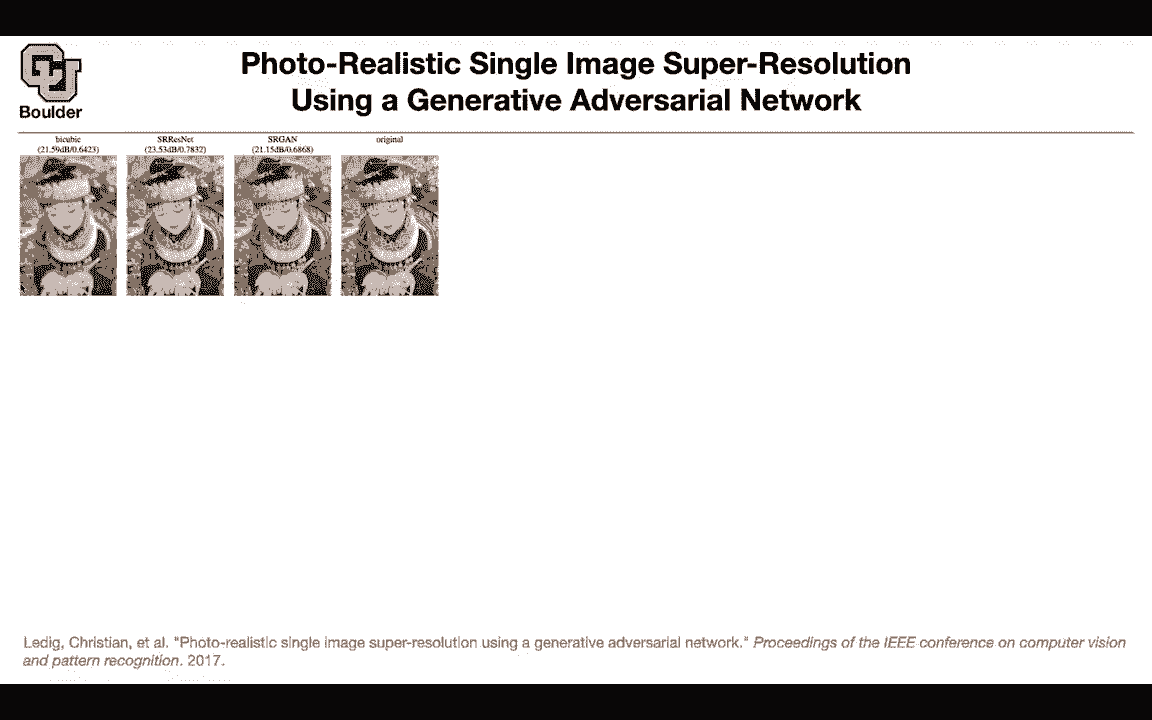 CU
Boulder
Photo-Realistic Single Image Super-Resolution
Using a Generative Adversarial Network
bicubic
(21.59dB/0.6423)
SRResNet
(23.53dB/0.7832)
SRGAN
(21.15dB/0.6868)
original
Ledig, Christian, et al. "Photo-realistic single image super-resolution using a generative adversarial network." Proceedings of the IEEE conference on computer vision
and pattern recognition. 2017.